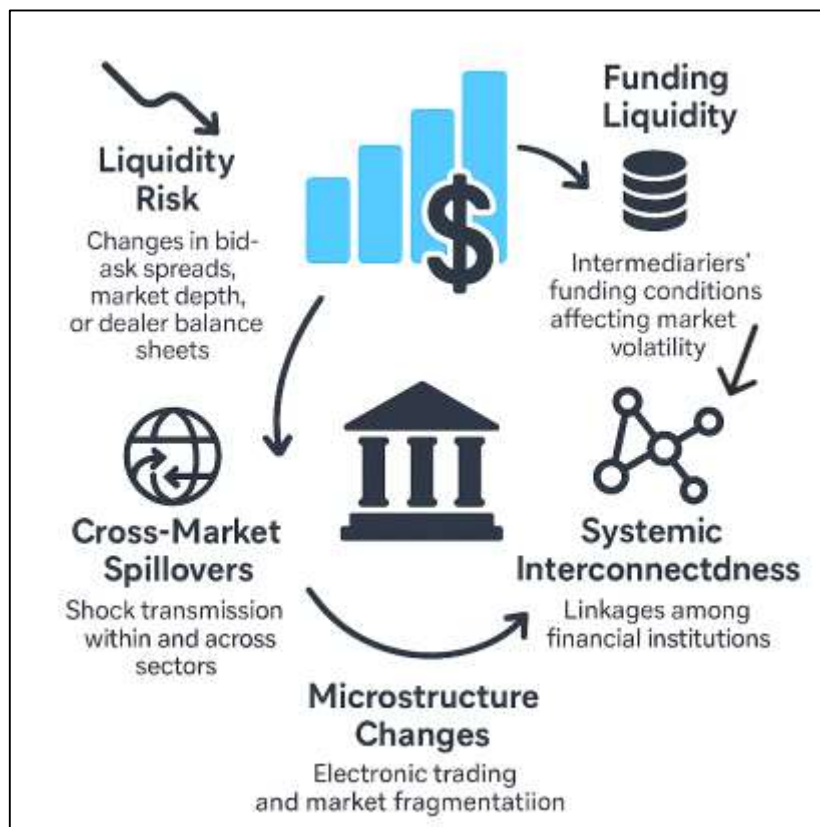 Liquidity
Risk
Changes in bid-
ask spreads,
market depth,
or dealer balance
sheets
$
Funding
Liquidity
Intermediariers'
funding conditions
affecting market
volatility
Cross-Market
Spillovers
Shock transmission
within and across
sectors
Systemic
Interconnectdness
Linkages among
financial institutions
Microstructure
Changes
Electronic trading
and market fragmentatiion